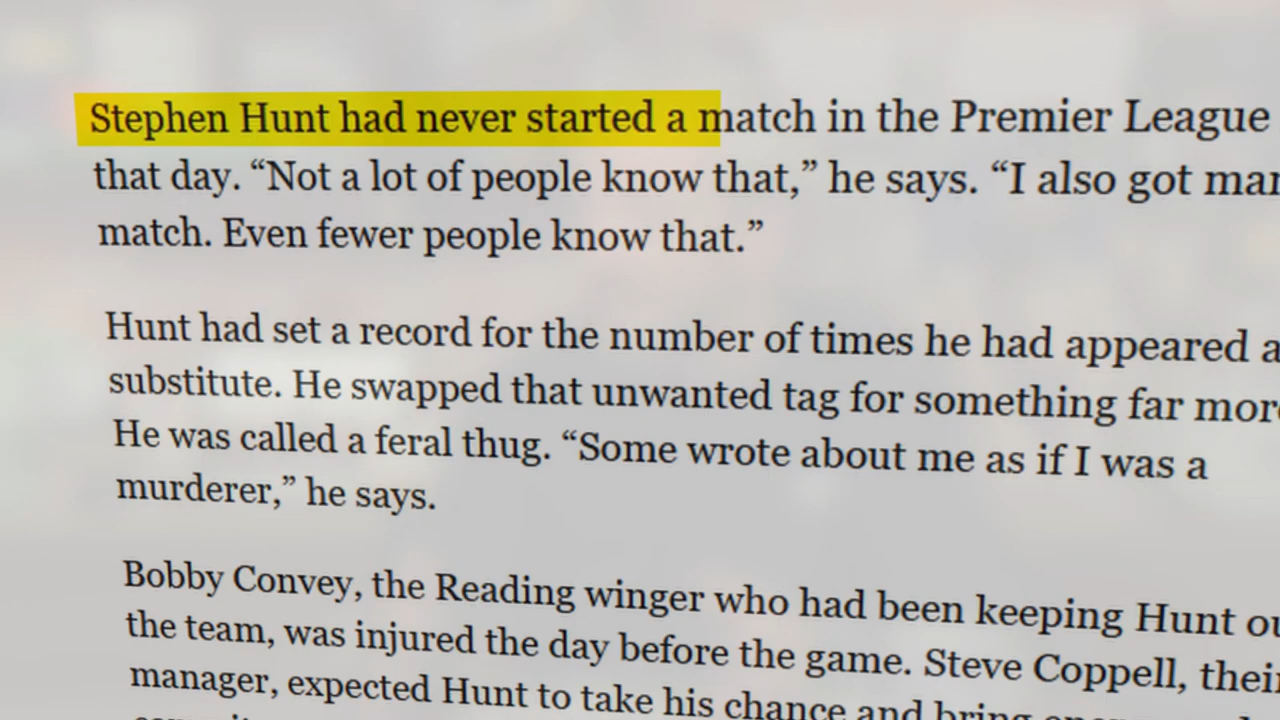 Stephen Hunt had never started a match in the Premier League
that day. “Not a lot of people know that,” he says. “I also got
match. Even fewer people know that.”
Hunt had set a record for the number of times he had appeared
substitute. He swapped that unwanted tag for something far more
He was called a feral thug. “Some wrote about me as if I was a
murderer,” he says.
Bobby Convey, the Reading winger who had been keeping Hunt
the team, was injured the day before the game. Steve Coppell, their
manager, expected Hunt to take his chance and bring